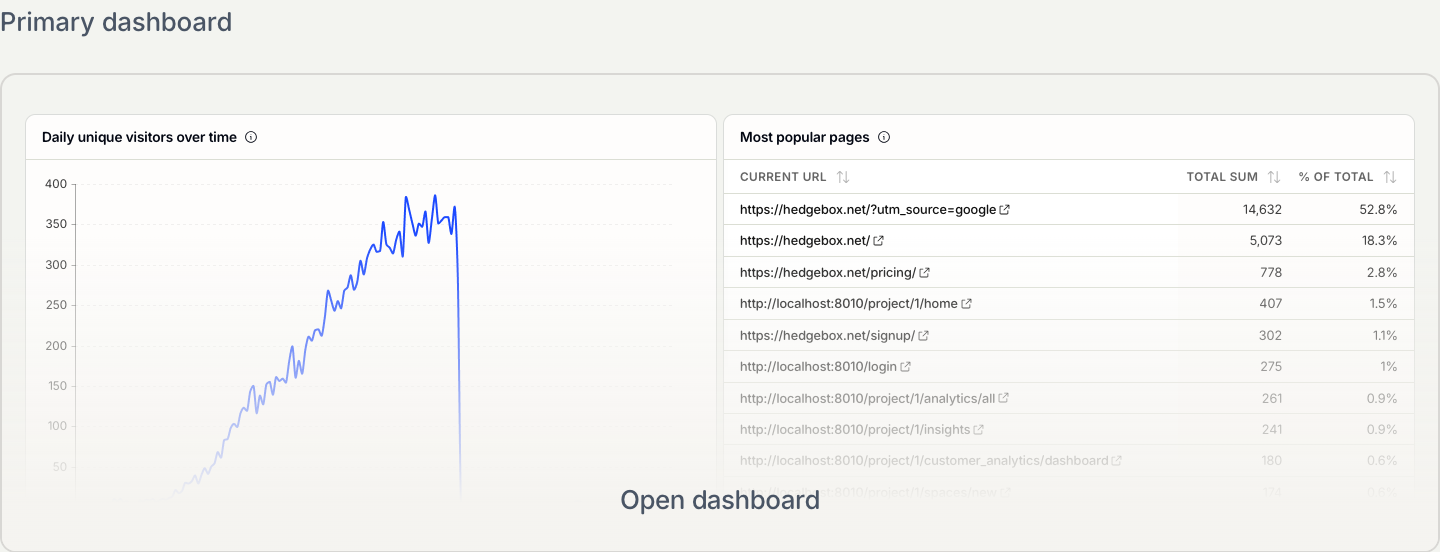 Primary dashboard
Daily unique visitors over time
400
350
300
250
200
150
100
50
Most popular pages
CURRENT URL TOTAL SUM % OF TOTAL
https://hedgebox.net/?utm_source=google 14,632 52.8%
https://hedgebox.net/ 5,073 18.3%
https://hedgebox.net/pricing/ 778 2.8%
http://localhost:8010/project/1/home 407 1.5%
https://hedgebox.net/signup/ 302 1.1%
http://localhost:8010/login 275 1%
http://localhost:8010/project/1/analytics/all 261 0.9%
http://localhost:8010/project/1/insights 241 0.9%
http://localhost:8010/project/1/customer_analytics/dashboard 180 0.6%
Open dashboard